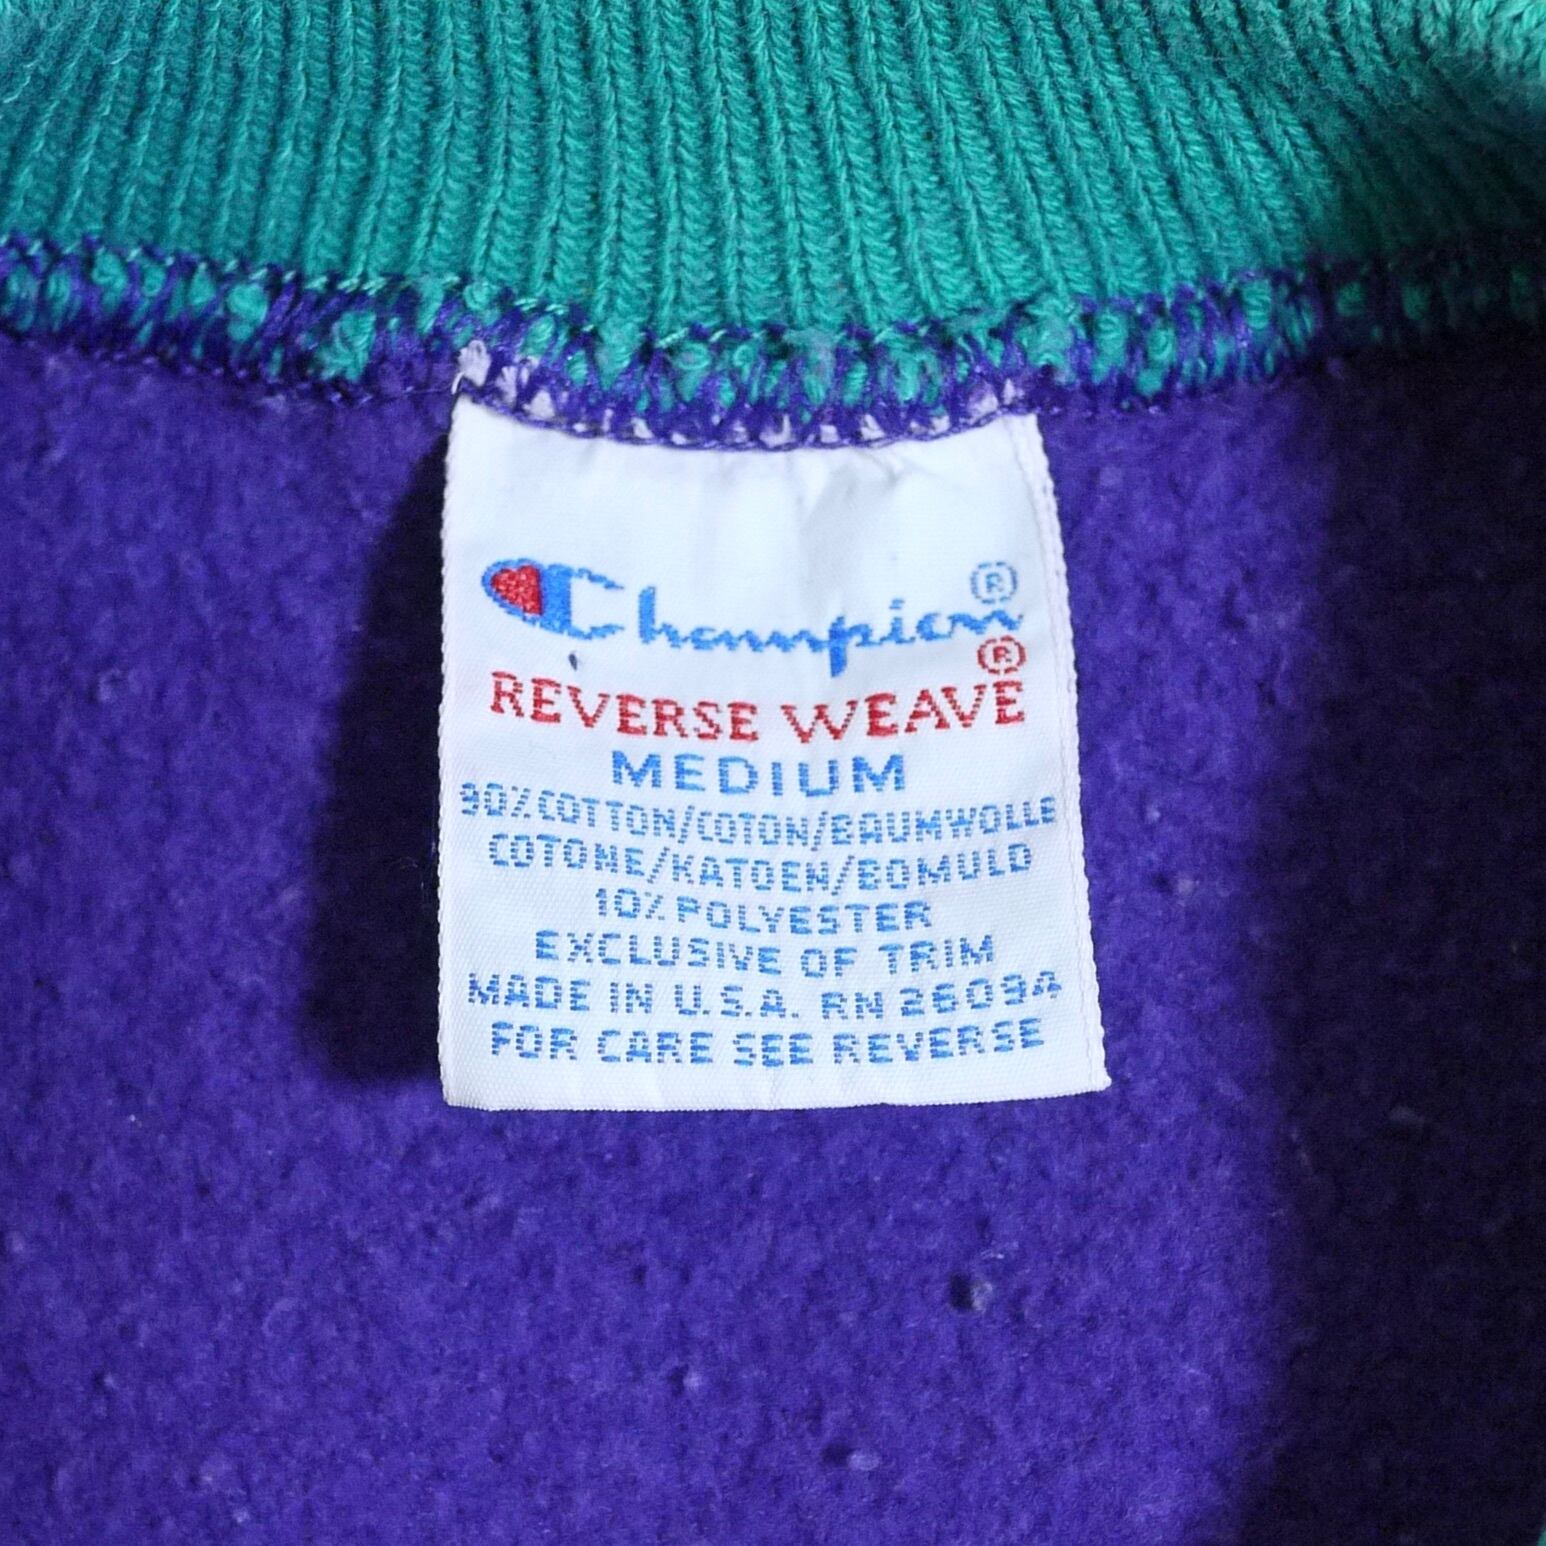 Champion®
REVERSE WEAVE®
MEDIUM
90% COTTON/COTON/BAUMWOLLE
COTONE/KATOEN/BOMULD
10% POLYESTER
EXCLUSIVE OF TRIM
MADE IN U.S.A. RN 26094
FOR CARE SEE REVERSE